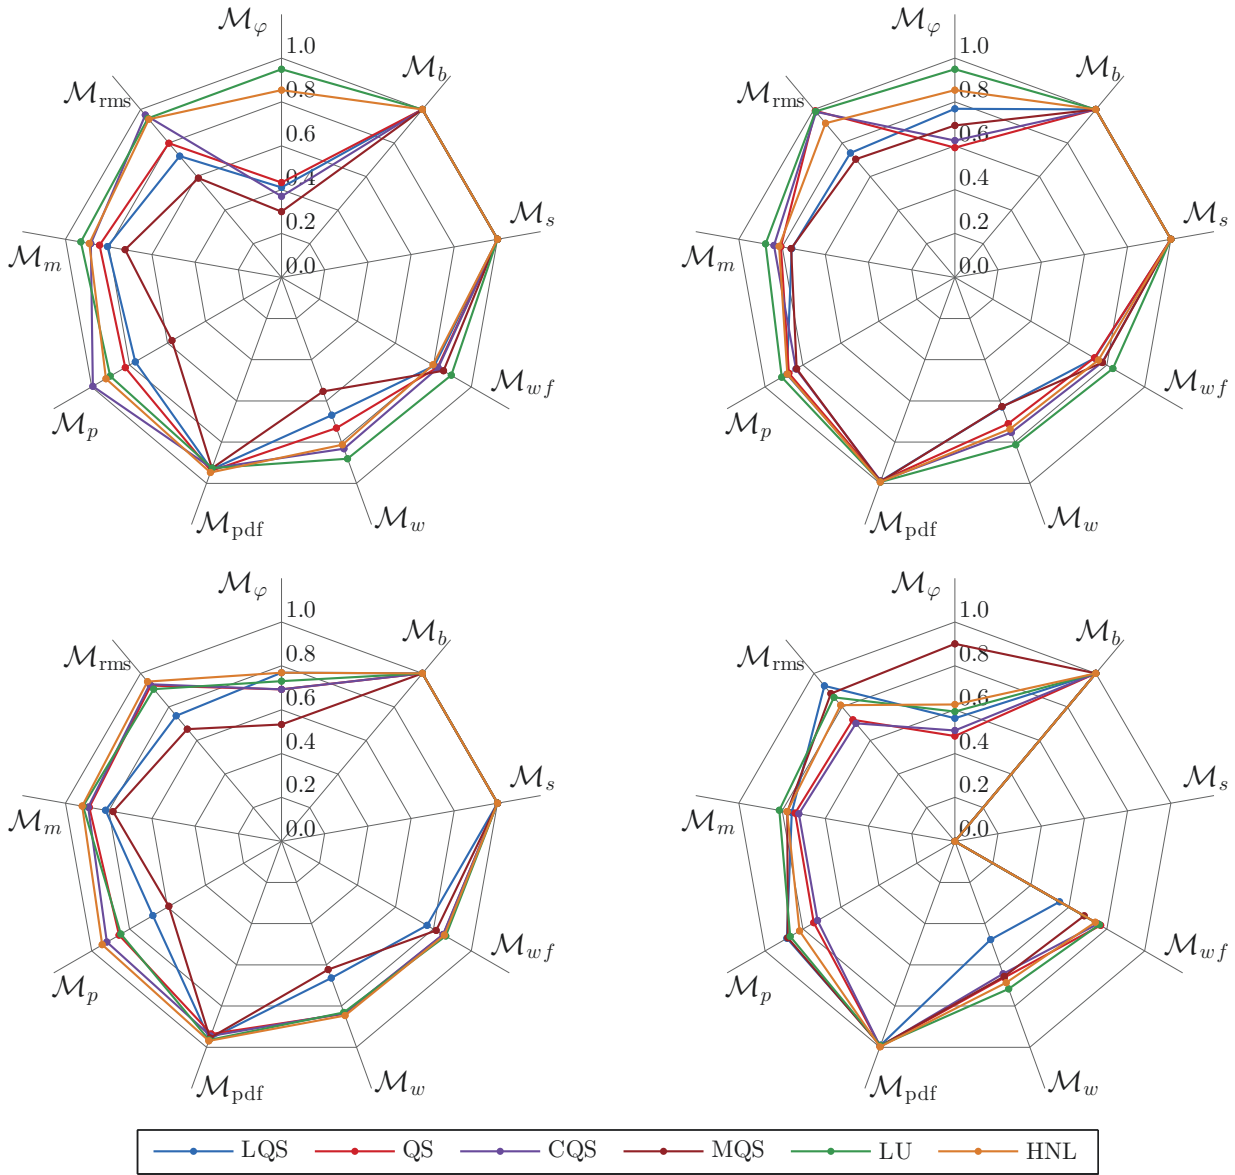 ℳ_φ
1.0
ℳ_b
ℳ_rms
0.8
0.6
0.4
0.2
0.0
ℳ_s
ℳ_m
ℳ_wf
ℳ_p
ℳ_pdf
ℳ_w
ℳ_φ
1.0
ℳ_b
ℳ_rms
0.8
0.6
0.4
0.2
0.0
ℳ_s
ℳ_m
ℳ_wf
ℳ_p
ℳ_pdf
ℳ_w
ℳ_φ
1.0
ℳ_b
ℳ_rms
0.8
0.6
0.4
0.2
0.0
ℳ_s
ℳ_m
ℳ_wf
ℳ_p
ℳ_pdf
ℳ_w
ℳ_φ
1.0
ℳ_b
ℳ_rms
0.8
0.6
0.4
0.2
0.0
ℳ_s
ℳ_m
ℳ_wf
ℳ_p
ℳ_pdf
ℳ_w
LQS QS CQS MQS LU HNL